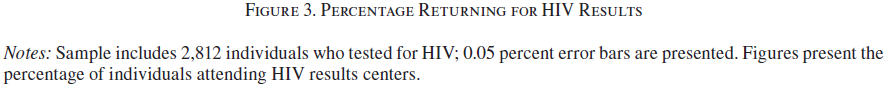 FIGURE 3. PERCENTAGE RETURNING FOR HIV RESULTS
Notes: Sample includes 2,812 individuals who tested for HIV; 0.05 percent error bars are presented. Figures present the
percentage of individuals attending HIV results centers.